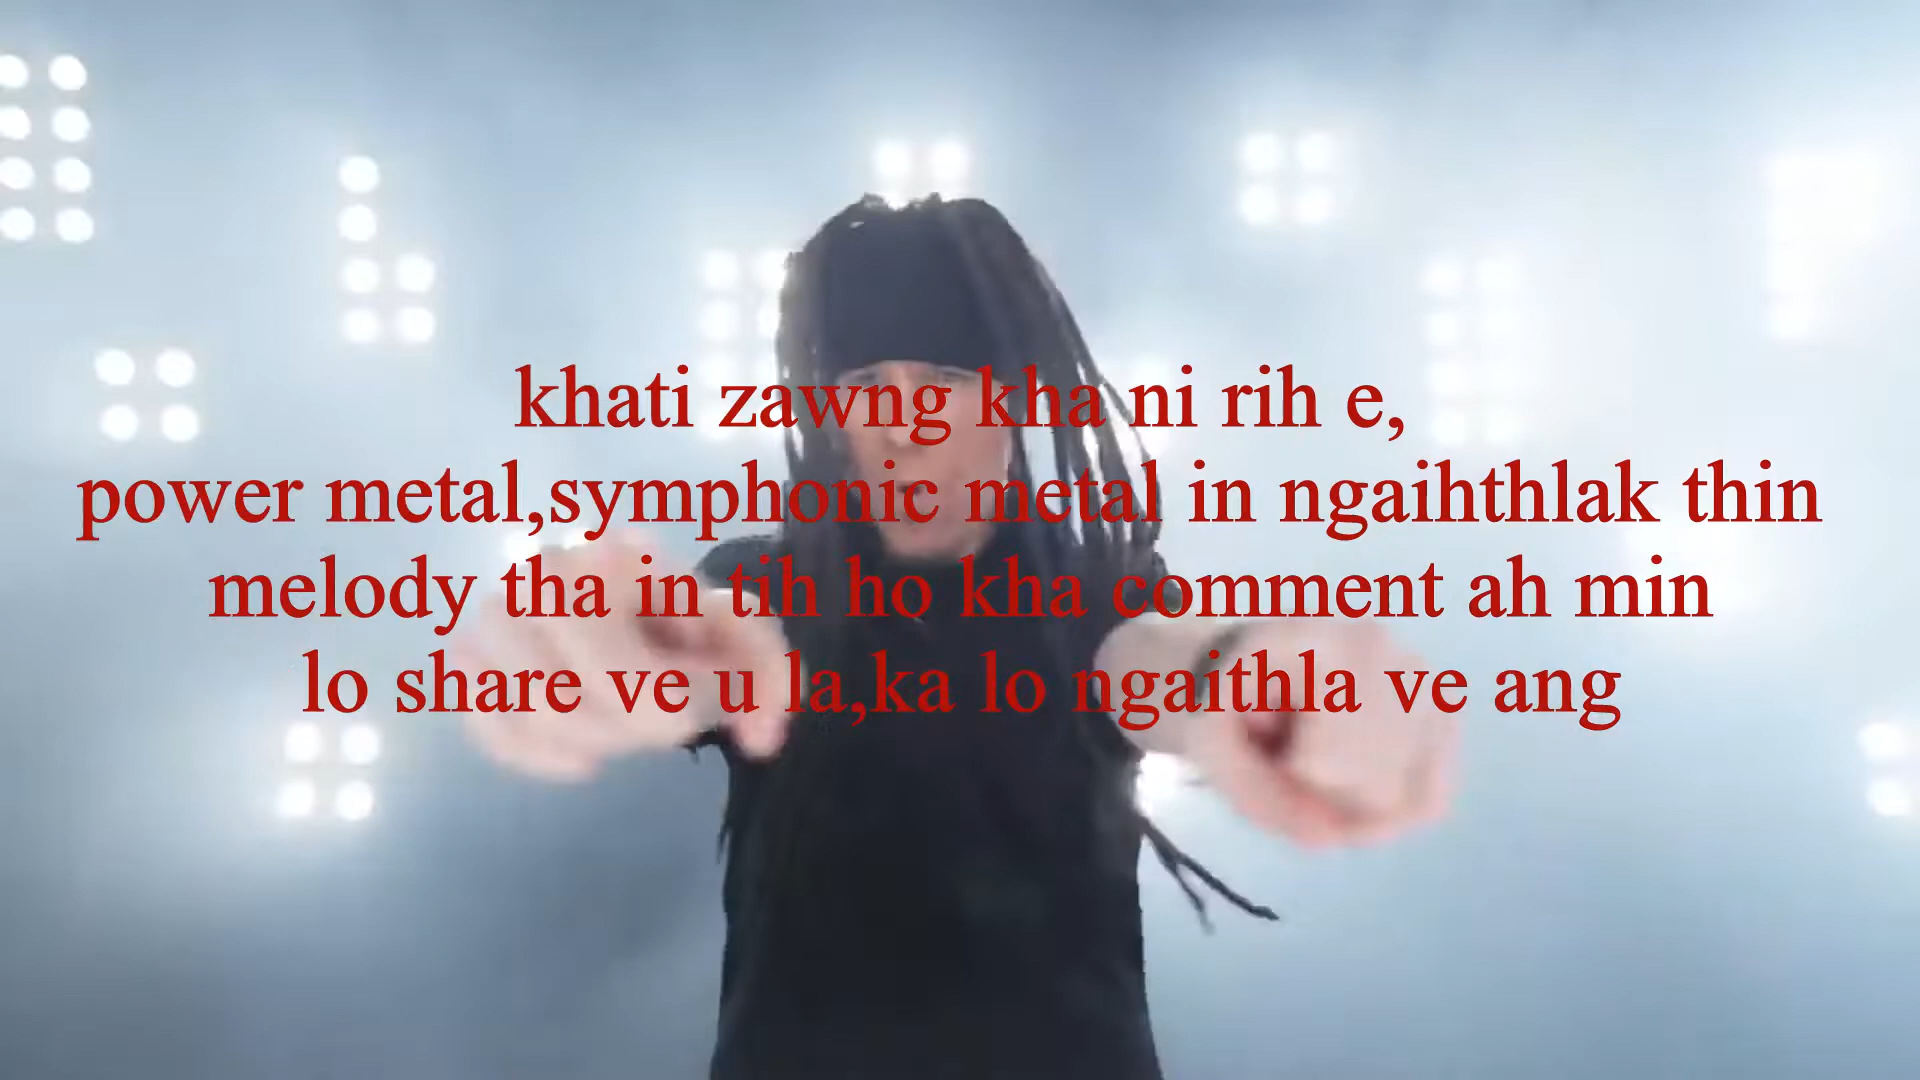 khati zawng kha ni rih e,
power metal,symphonic metal in ngaihthlak thin
melody tha in tih ho kha comment ah min
lo share ve u la,ka lo ngaithla ve ang